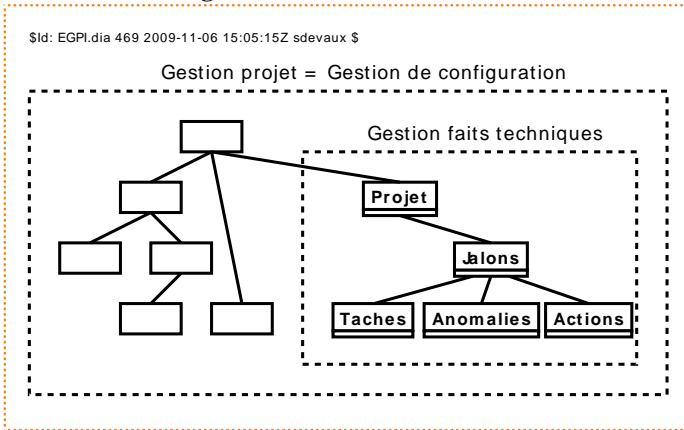 $Id: EGPI.dia 469 2009-11-06 15:05:15Z sdevaux $
Gestion projet = Gestion de configuration
Gestion faits techniques
Projet
Jalons
Taches Anomalies Actions